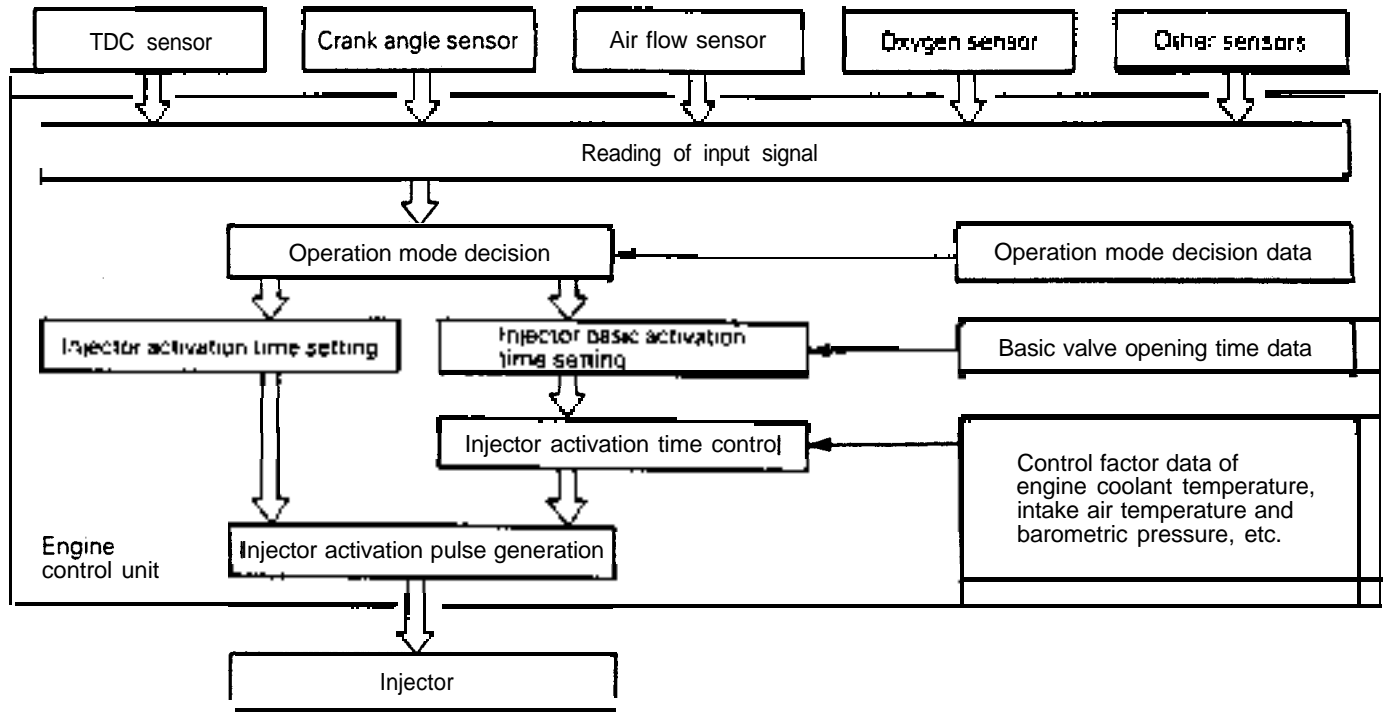 TDC sensor
Crank angle sensor
Air flow sensor
Oxygen sensor
Other sensors
Reading of input signal
Operation mode decision
Operation mode decision data
Injector activation time setting
Injector basic activation
time setting
Basic valve opening time data
Injector activation time control
Control factor data of
engine coolant temperature,
intake air temperature and
barometric pressure, etc.
Engine
control unit
Injector activation pulse generation
Injector